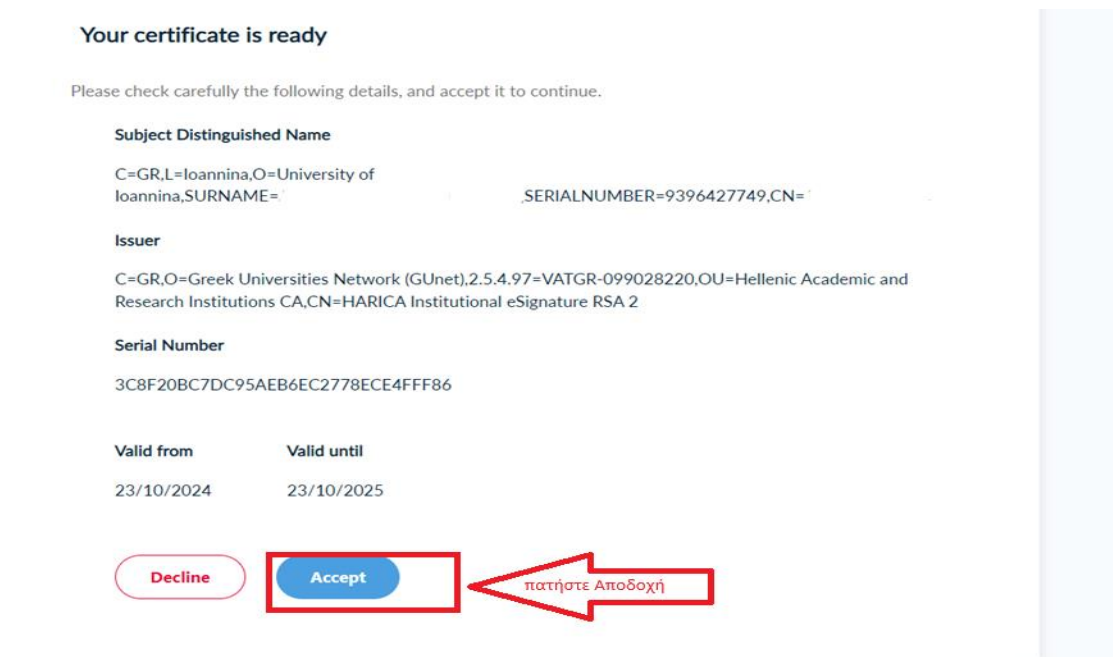 Your certificate is ready
Please check carefully the following details, and accept it to continue.
Subject Distinguished Name
C=GR,L=Ioannina,O=University of
Ioannina,SURNAME= ,SERIALNUMBER=9396427749,CN=
Issuer
C=GR,O=Greek Universities Network (GUnet),2.5.4.97=VATGR-099028220,OU=Hellenic Academic and
Research Institutions CA,CN=HARICA Institutional eSignature RSA 2
Serial Number
3C8F20BC7DC95AEB6EC2778ECE4FFF86
Valid from Valid until
23/10/2024 23/10/2025
Decline Accept πατήστε Αποδοχή